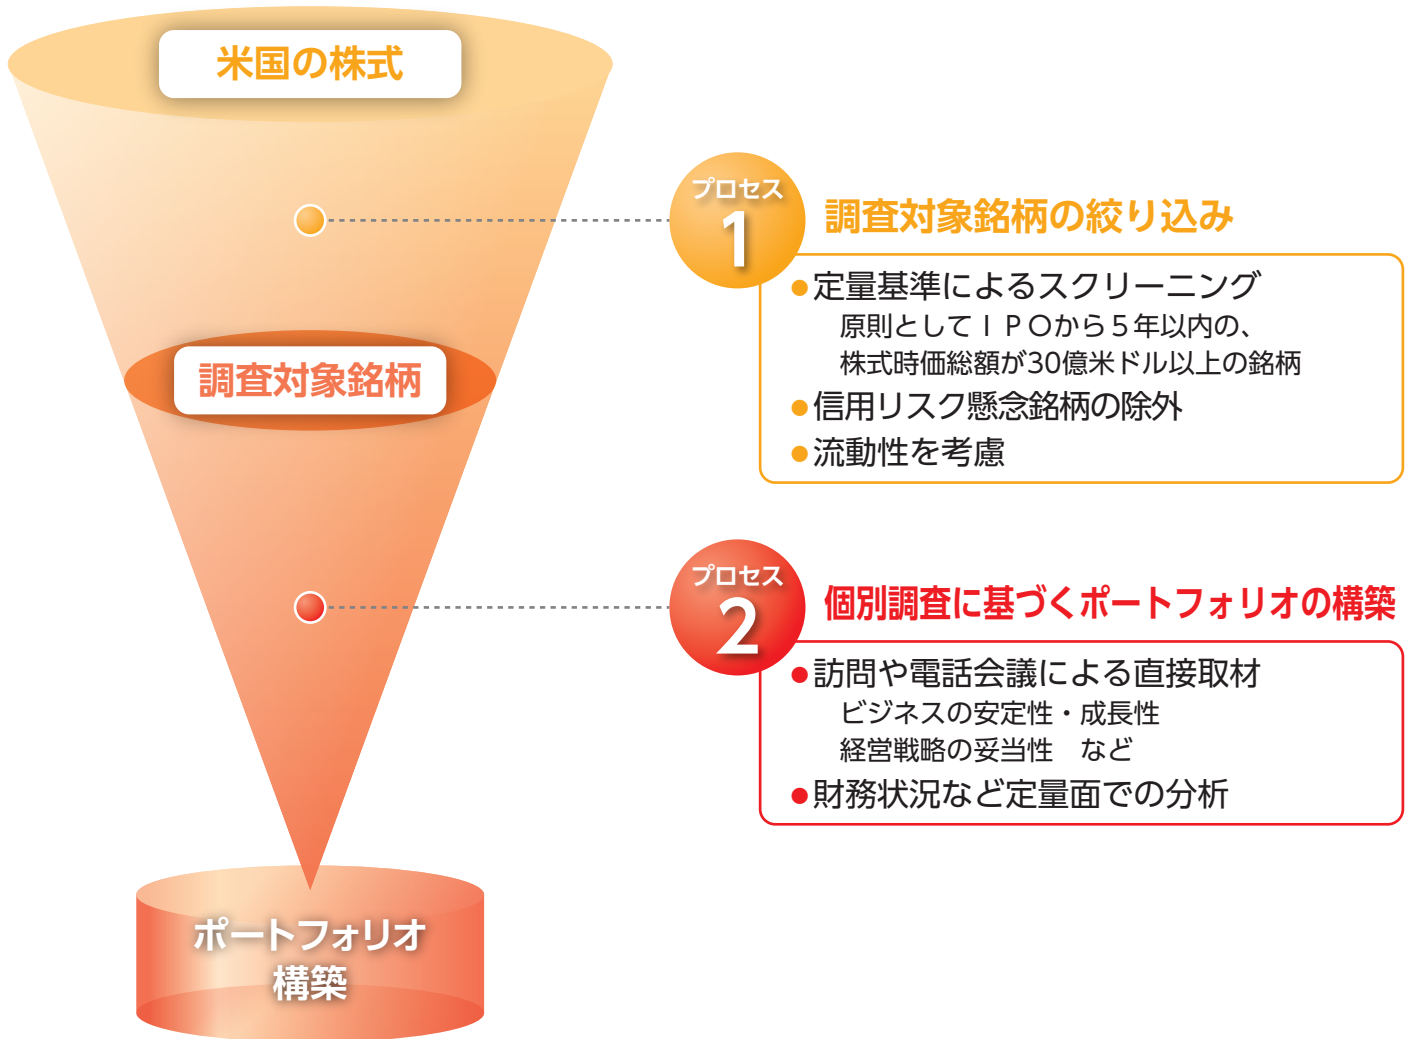 米国の株式
プロセス
1
調査対象銘柄の絞り込み
●定量基準によるスクリーニング
原則としてＩＰＯから５年以内の、
株式時価総額が30億米ドル以上の銘柄
●信用リスク懸念銘柄の除外
●流動性を考慮
調査対象銘柄
プロセス
2
個別調査に基づくポートフォリオの構築
●訪問や電話会議による直接取材
ビジネスの安定性・成長性
経営戦略の妥当性　など
●財務状況など定量面での分析
ポートフォリオ
構築